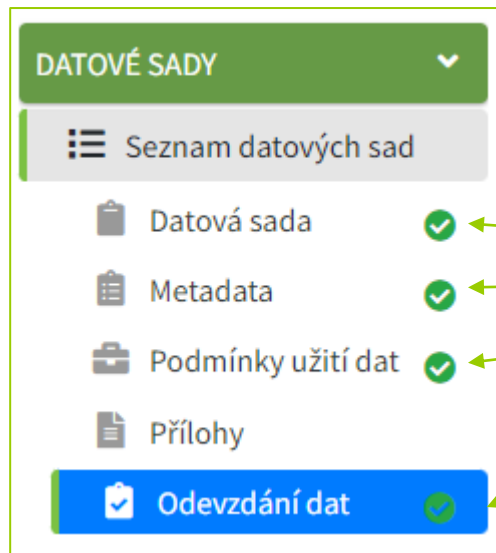 DATOVÉ SADY
Seznam datových sad
Datová sada
Metadata
Podmínky užití dat
Přílohy
Odevzdání dat